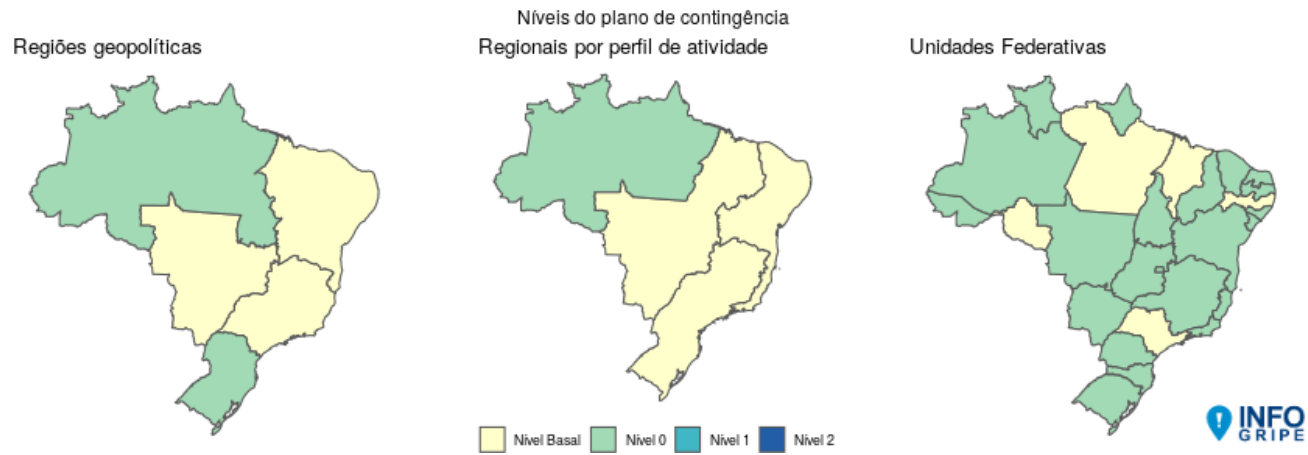 Níveis do plano de contingência
Regiões geopolíticas
Regionais por perfil de atividade
Unidades Federativas
Nível Basal
Nível 0
Nível 1
Nível 2
INFO
GRIPE